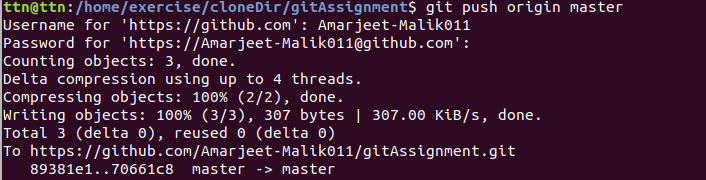 ttn@ttn:/home/exercise/cloneDir/gitAssignment$ git push origin master
Username for 'https://github.com': Amarjeet-Malik011
Password for 'https://Amarjeet-Malik011@github.com':
Counting objects: 3, done.
Delta compression using up to 4 threads.
Compressing objects: 100% (2/2), done.
Writing objects: 100% (3/3), 307 bytes | 307.00 KiB/s, done.
Total 3 (delta 0), reused 0 (delta 0)
To https://github.com/Amarjeet-Malik011/gitAssignment.git
   89381e1..70661c8  master -> master